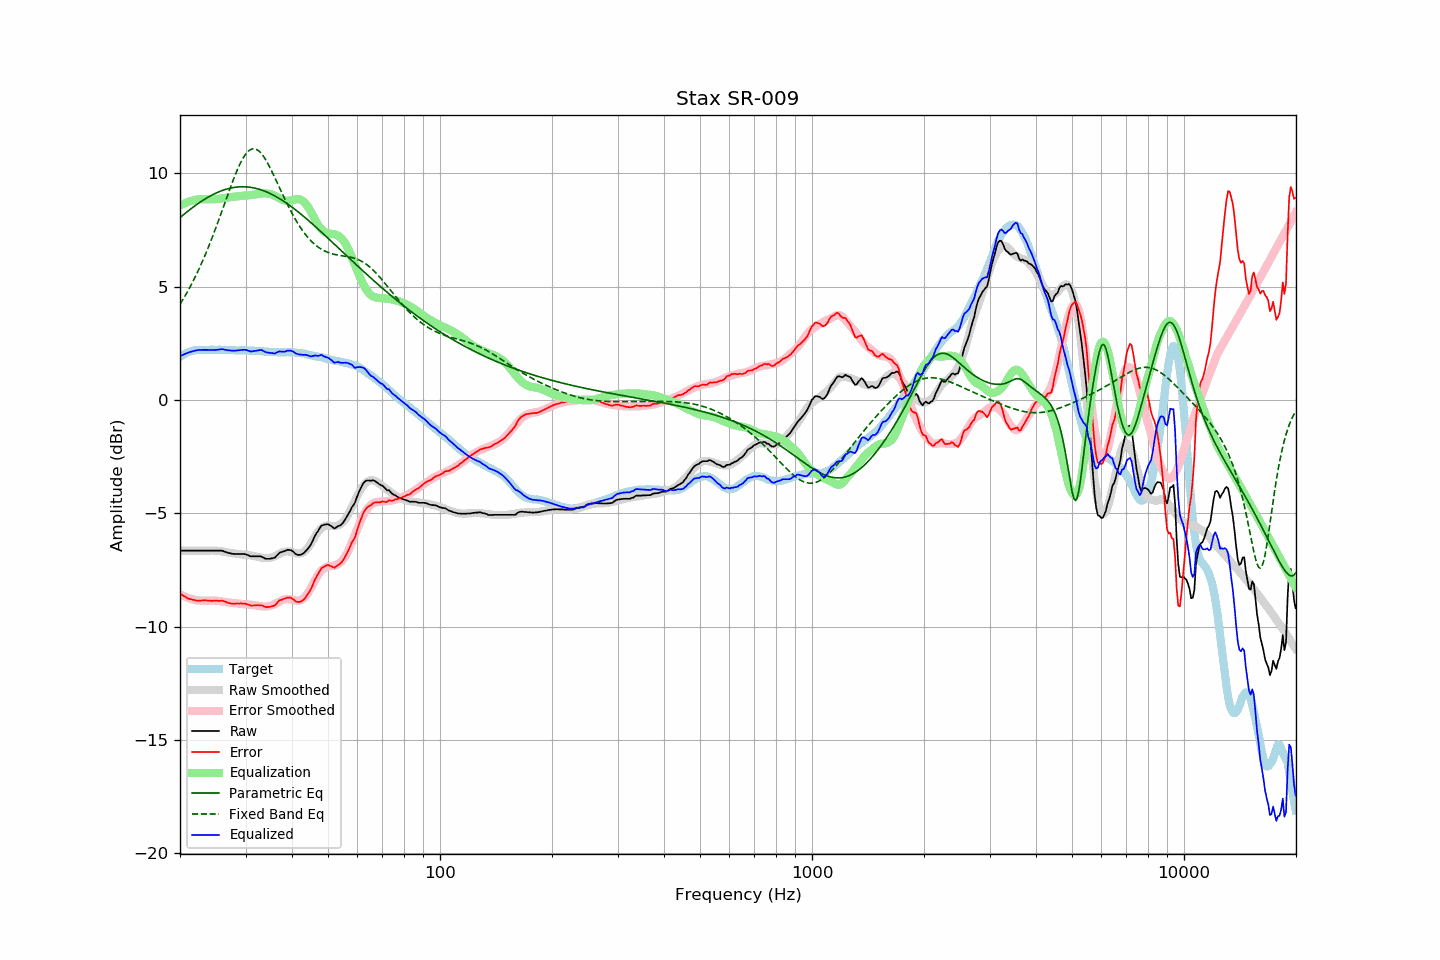 Stax SR-009
Amplitude (dBr)
10
5
0
−5
−10
−15
−20
Target
Raw Smoothed
Error Smoothed
Raw
Error
Equalization
Parametric Eq
Fixed Band Eq
Equalized
100 1000 10000
Frequency (Hz)